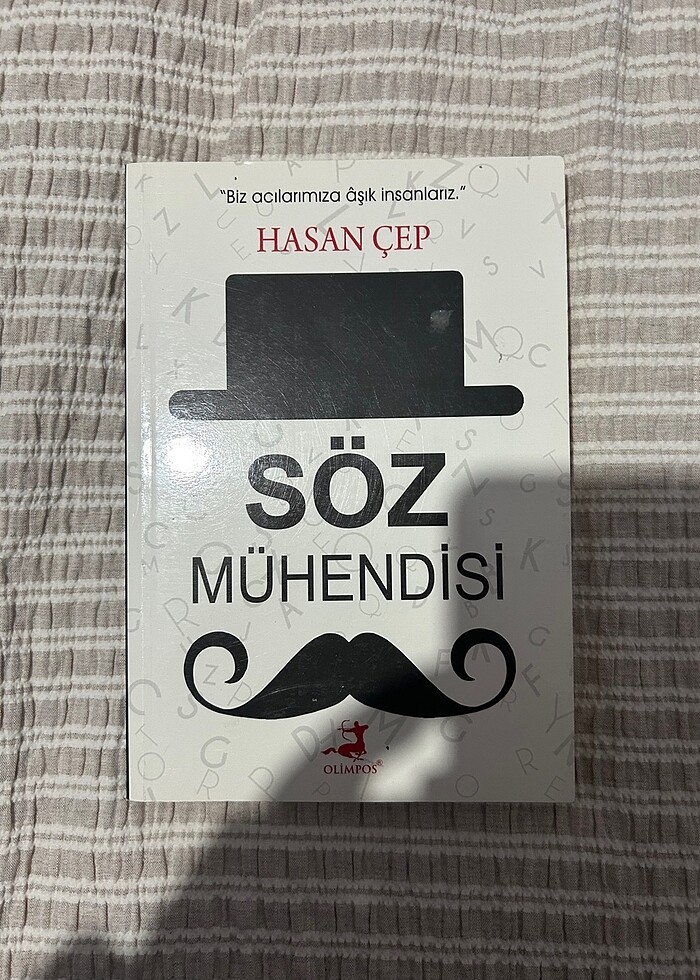 “Biz acılarımıza âşık insanlarız.”
HASAN ÇEP
SÖZ
MÜHENDİSİ
OLİMPOS®